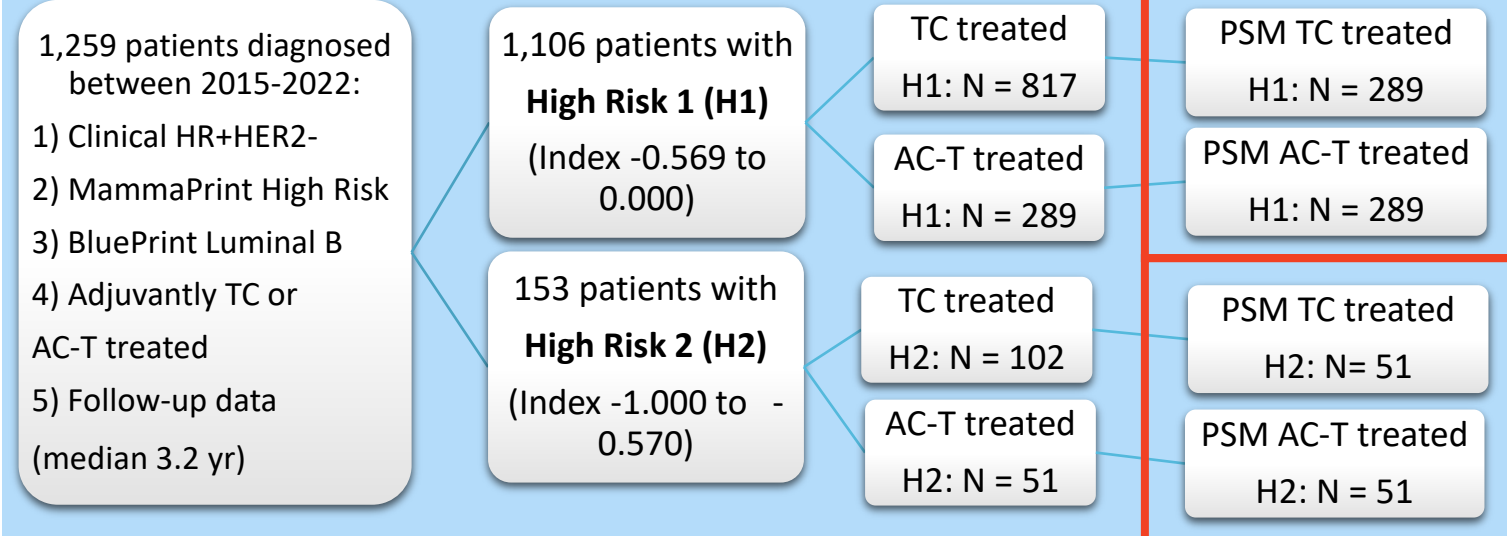 1,259 patients diagnosed
between 2015-2022:
1) Clinical HR+HER2-
2) MammaPrint High Risk
3) BluePrint Luminal B
4) Adjuvantly TC or
AC-T treated
5) Follow-up data
(median 3.2 yr)
1,106 patients with
High Risk 1 (H1)
(Index -0.569 to
0.000)
153 patients with
High Risk 2 (H2)
(Index -1.000 to -
0.570)
TC treated
H1: N = 817
AC-T treated
H1: N = 289
TC treated
H2: N = 102
AC-T treated
H2: N = 51
PSM TC treated
H1: N = 289
PSM AC-T treated
H1: N = 289
PSM TC treated
H2: N= 51
PSM AC-T treated
H2: N = 51